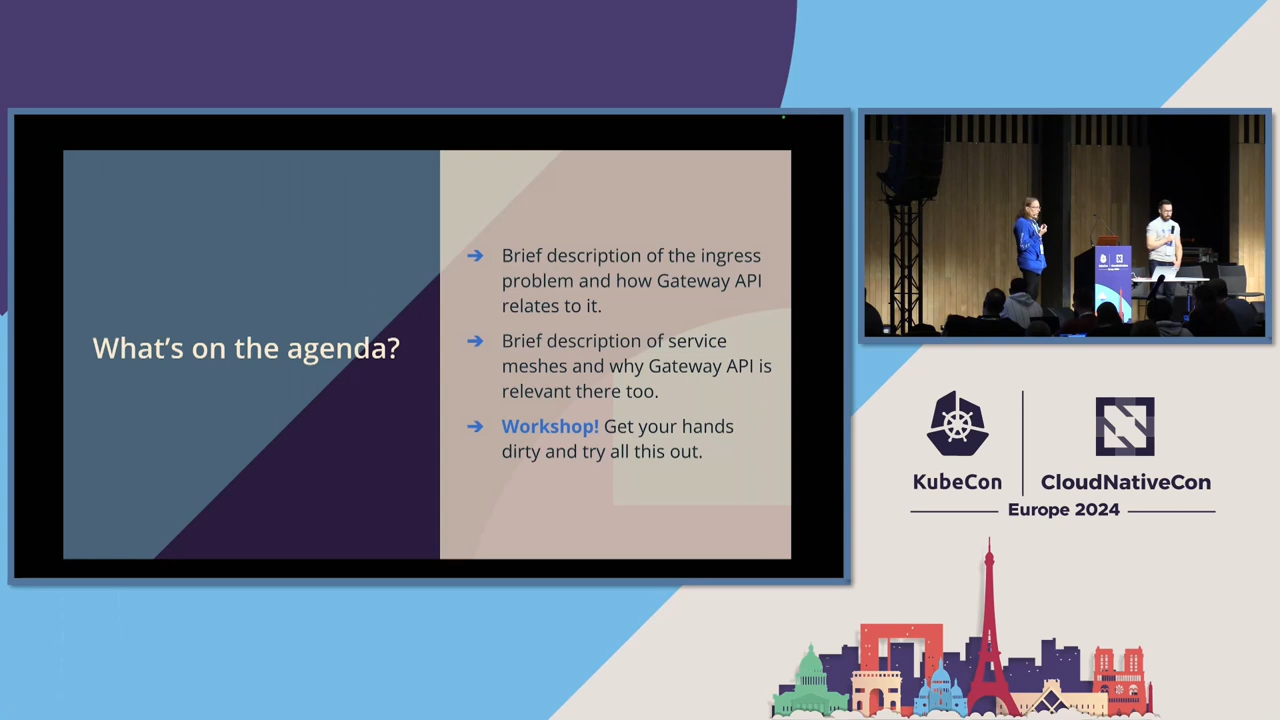 What's on the agenda?
➔ Brief description of the ingress
problem and how Gateway API
relates to it.
➔ Brief description of service
meshes and why Gateway API is
relevant there too.
➔ Workshop! Get your hands
dirty and try all this out.
KubeCon
CloudNativeCon
Europe 2024